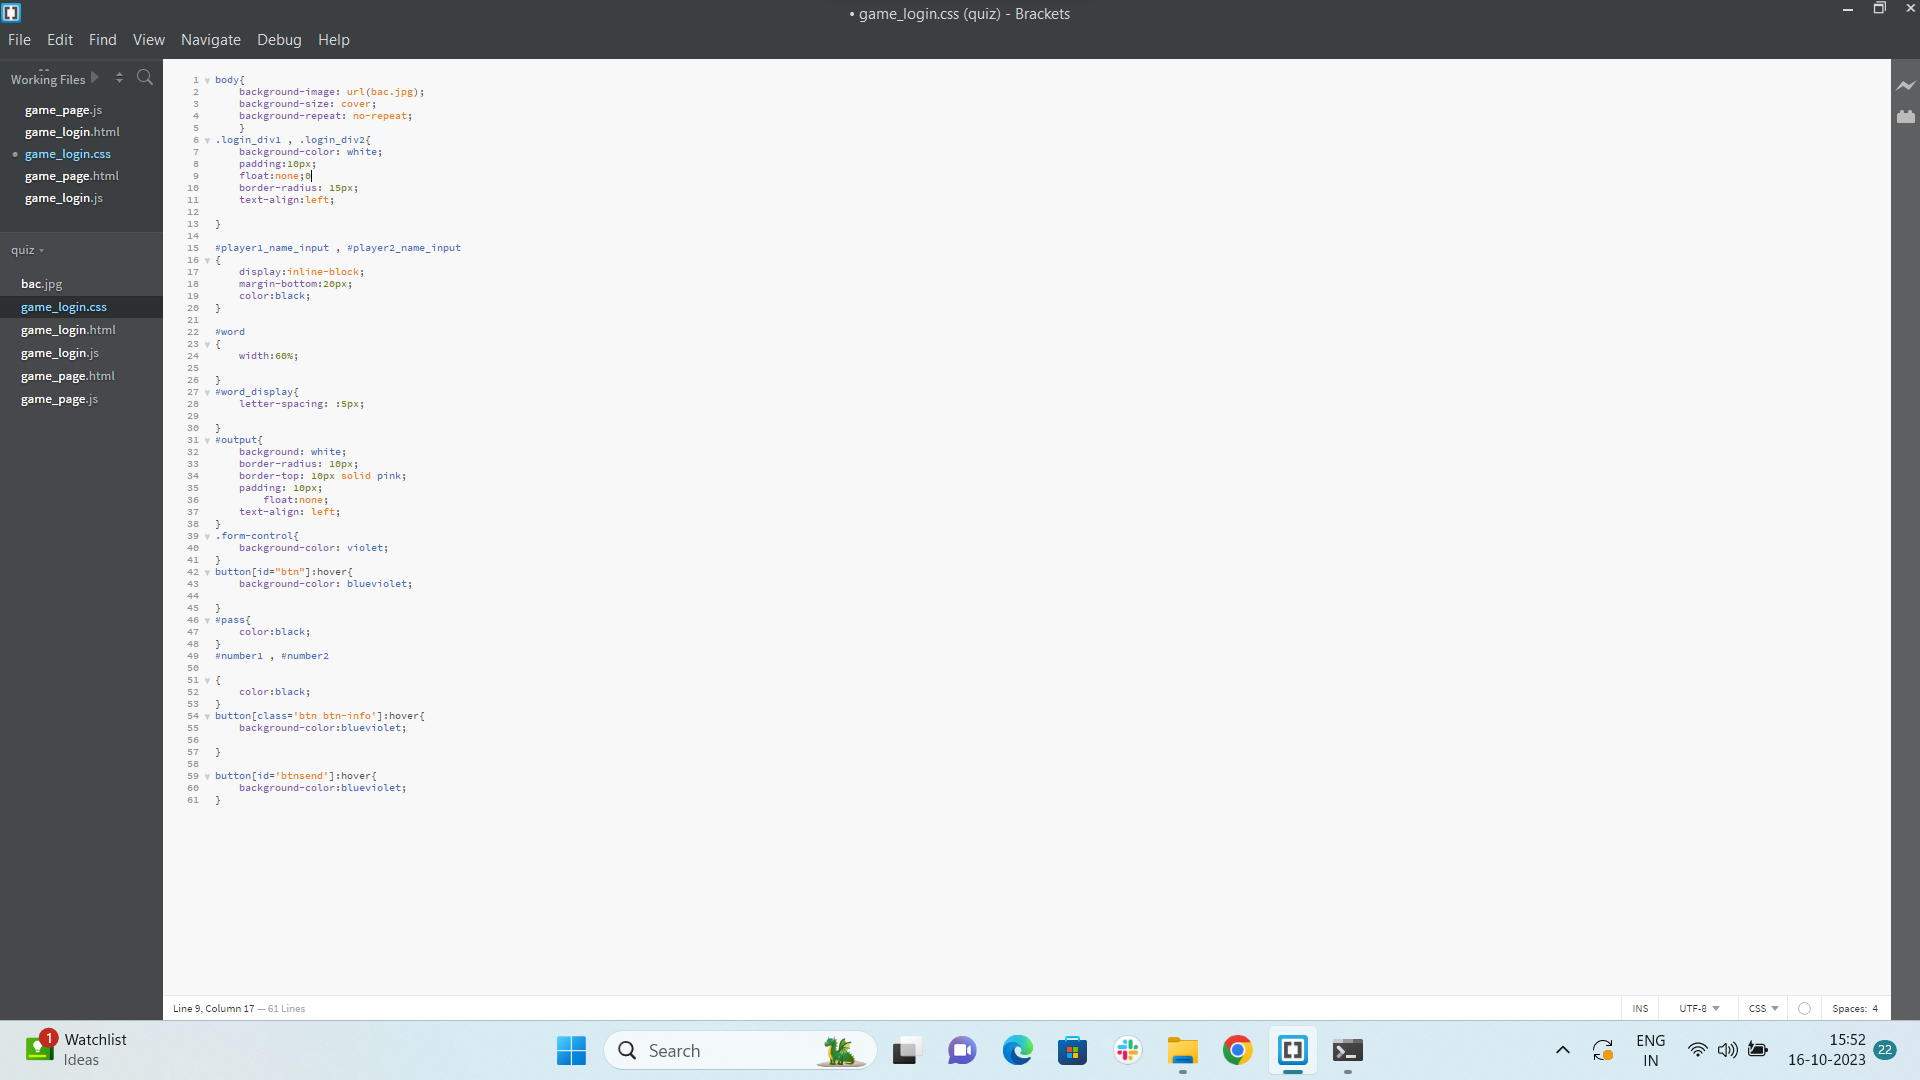 • game_login.css (quiz) - Brackets
File Edit Find View Navigate Debug Help
Working Files
game_page.js
game_login.html
• game_login.css
game_page.html
game_login.js
quiz
bac.jpg
game_login.css
game_login.html
game_login.js
game_page.html
game_page.js
1 body{
2 background-image: url(bac.jpg);
3 background-size: cover;
4 background-repeat: no-repeat;
5 }
6 .login_div1 , .login_div2{
7 background-color: white;
8 padding:10px;
9 float:none;0
10 border-radius: 15px;
11 text-align:left;
12
13 }
14
15 #player1_name_input , #player2_name_input
16 {
17 display:inline-block;
18 margin-bottom:20px;
19 color:black;
20 }
21
22 #word
23 {
24 width:60%;
25
26 }
27 #word_display{
28 letter-spacing: :5px;
29
30 }
31 #output{
32 background: white;
33 border-radius: 10px;
34 border-top: 10px solid pink;
35 padding: 10px;
36 float:none;
37 text-align: left;
38 }
39 .form-control{
40 background-color: violet;
41 }
42 button[id="btn"]:hover{
43 background-color: blueviolet;
44
45 }
46 #pass{
47 color:black;
48 }
49 #number1 , #number2
50
51 {
52 color:black;
53 }
54 button[class='btn btn-info']:hover{
55 background-color:blueviolet;
56
57 }
58
59 button[id='btnsend']:hover{
60 background-color:blueviolet;
61 }
Line 9, Column 17 — 61 Lines
INS UTF-8 CSS Spaces: 4
1 Watchlist
Ideas
Search
ENG
IN
15:52
16-10-2023
22